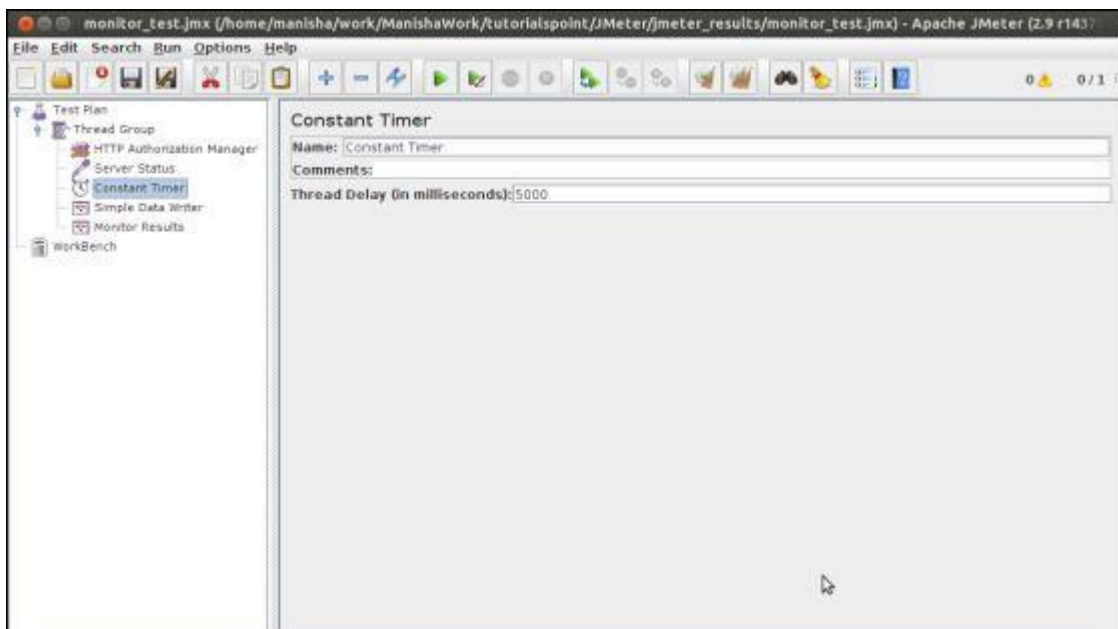 monitor_test.jmx (/home/manisha/work/ManishaWork/tutorialspoint/JMeter/jmeter_results/monitor_test.jmx) - Apache JMeter (2.9 r1437
File Edit Search Run Options Help
0 0/1
Test Plan
Thread Group
HTTP Authorization Manager
Server Status
Constant Timer
Simple Data Writer
Monitor Results
WorkBench
Constant Timer
Name: Constant Timer
Comments:
Thread Delay (in milliseconds): 5000